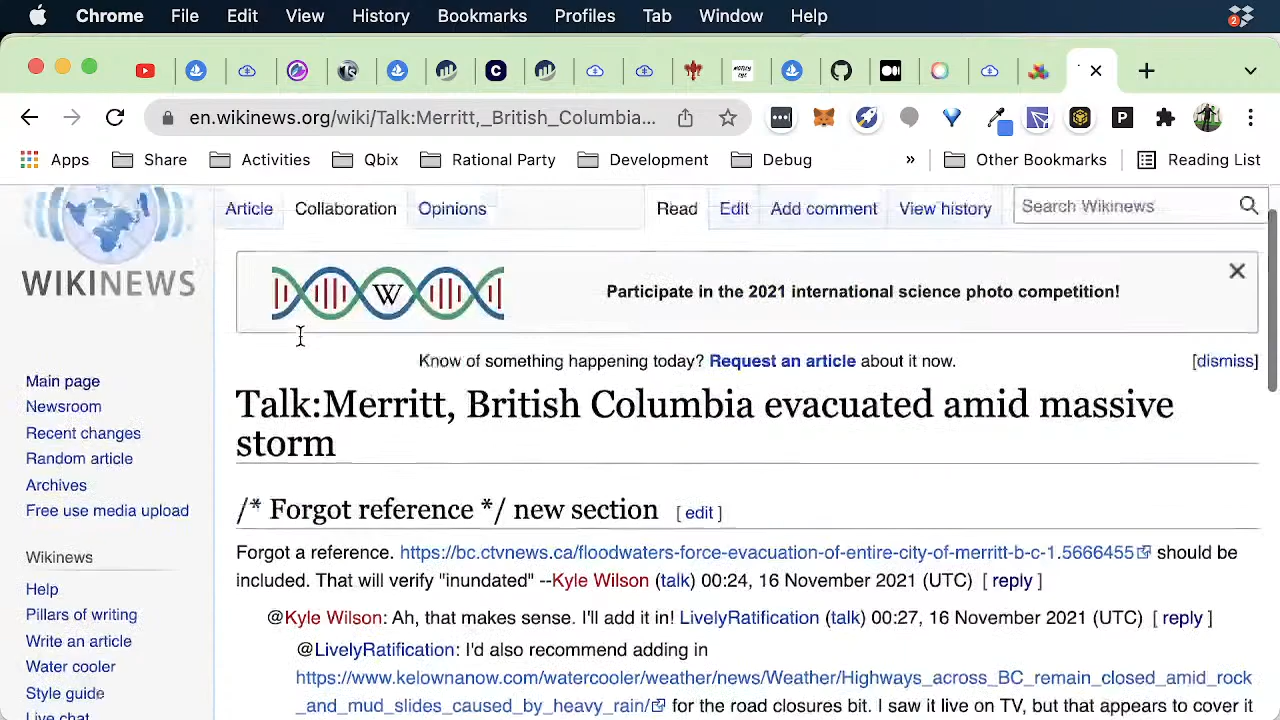 Chrome File Edit View History Bookmarks Profiles Tab Window Help
2
en.wikinews.org/wiki/Talk:Merritt,_British_Columbia...
P
Apps Share Activities Qbix Rational Party Development Debug » Other Bookmarks Reading List
Article Collaboration Opinions Read Edit Add comment View history Search Wikinews
WIKINEWS
W
Participate in the 2021 international science photo competition!
Know of something happening today? Request an article about it now. [dismiss]
Talk:Merritt, British Columbia evacuated amid massive
storm
/* Forgot reference */ new section [ edit ]
Forgot a reference. https://bc.ctvnews.ca/floodwaters-force-evacuation-of-entire-city-of-merritt-b-c-1.5666455 should be
included. That will verify "inundated" --Kyle Wilson (talk) 00:24, 16 November 2021 (UTC) [ reply ]
@Kyle Wilson: Ah, that makes sense. I'll add it in! LivelyRatification (talk) 00:27, 16 November 2021 (UTC) [ reply ]
@LivelyRatification: I'd also recommend adding in
https://www.kelownanow.com/watercooler/weather/news/Weather/Highways_across_BC_remain_closed_amid_rock
_and_mud_slides_caused_by_heavy_rain/ for the road closures bit. I saw it live on TV, but that appears to cover it
Main page
Newsroom
Recent changes
Random article
Archives
Free use media upload
Wikinews
Help
Pillars of writing
Write an article
Water cooler
Style guide
Live chat